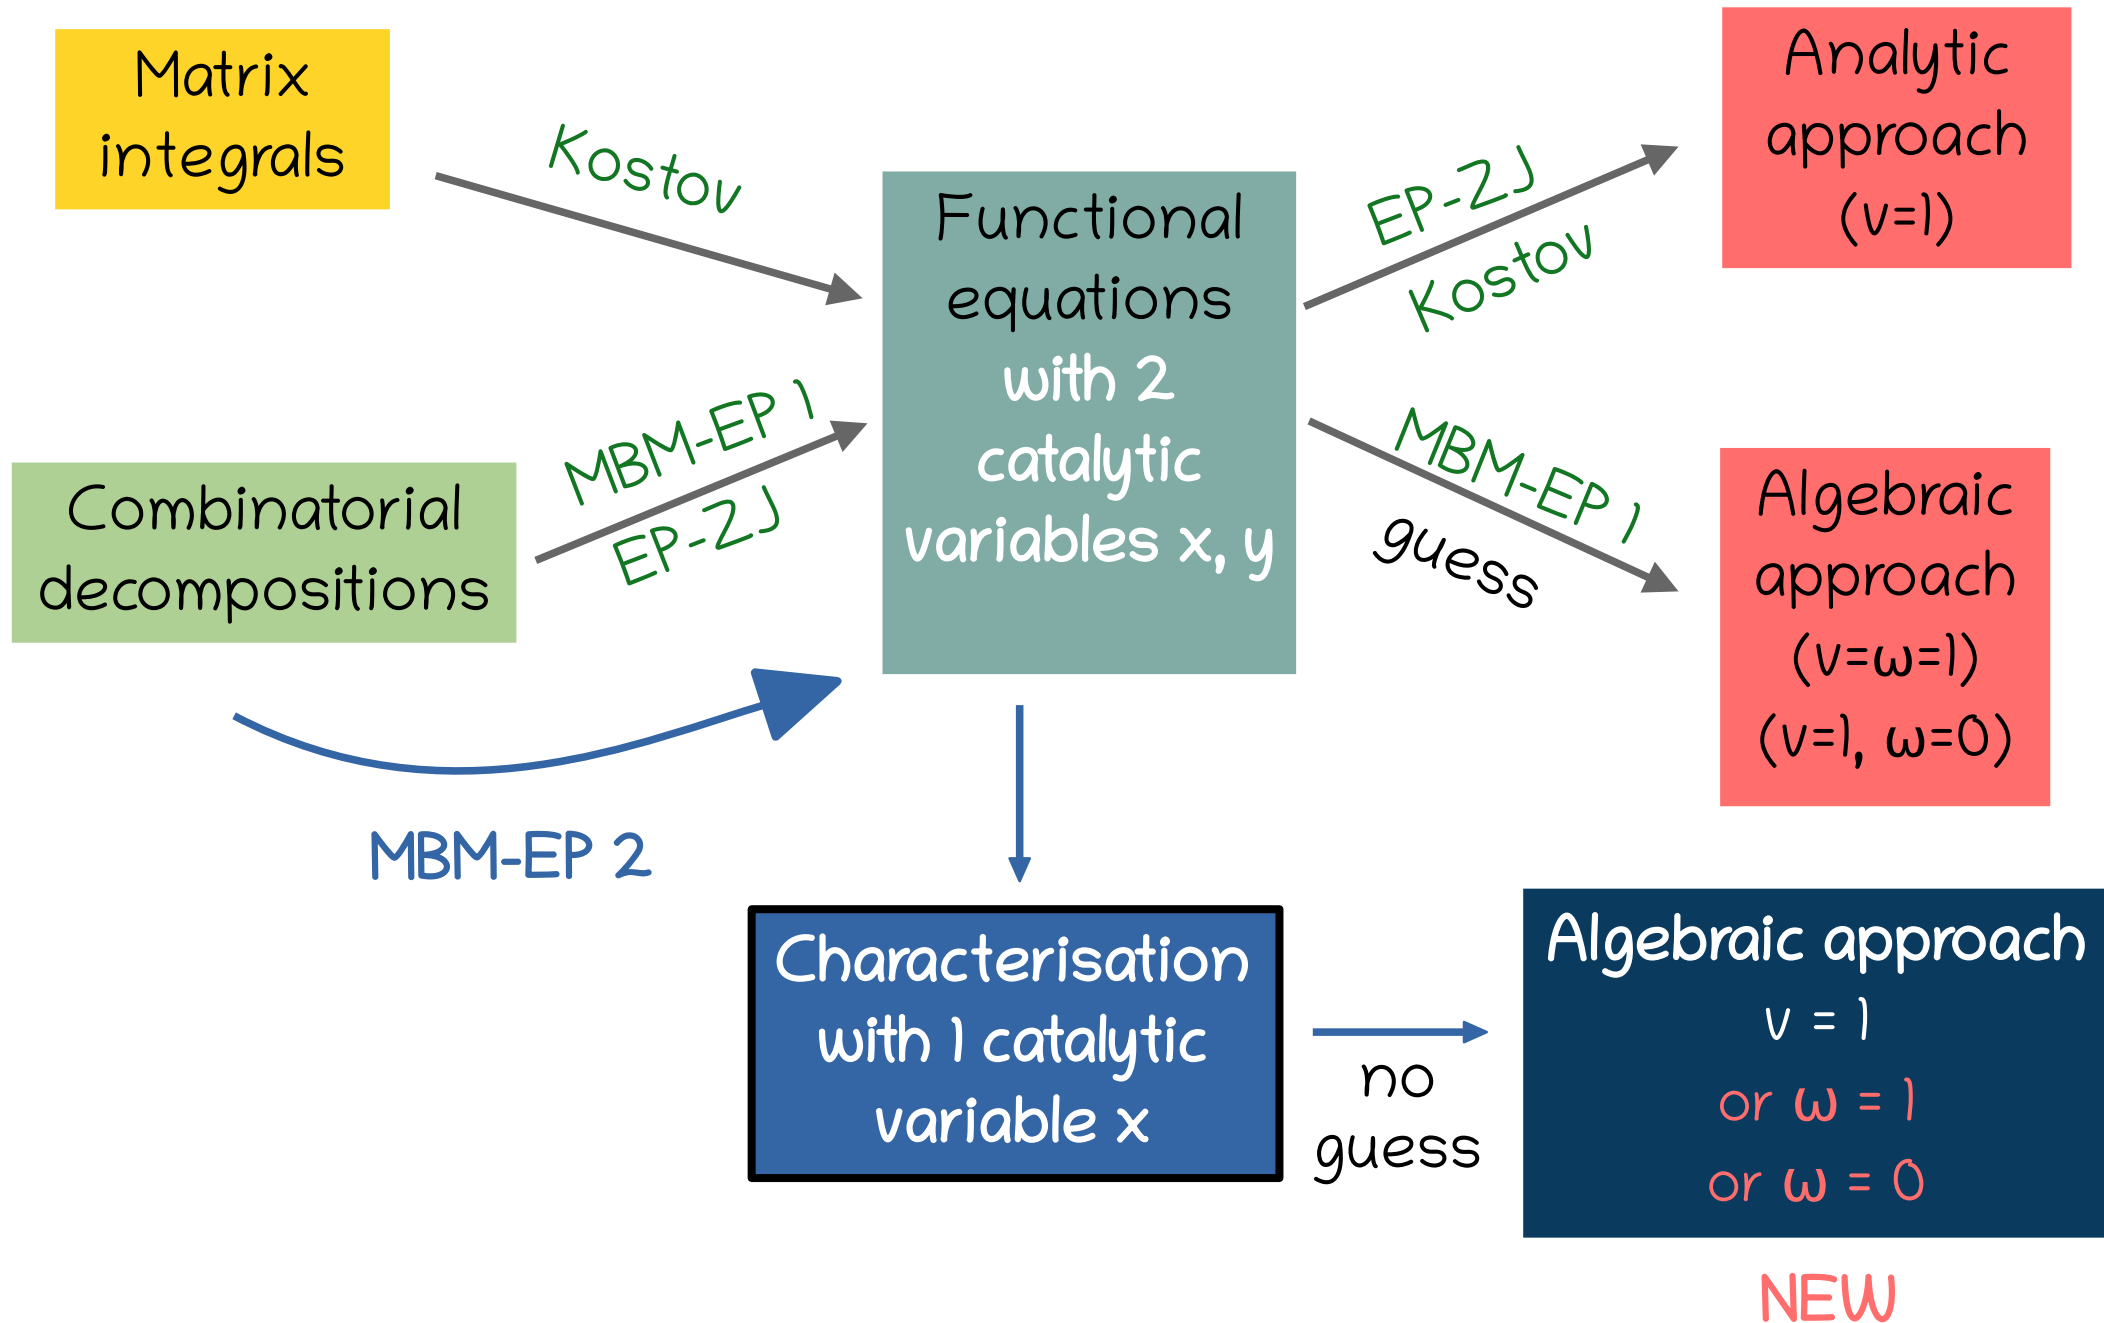 Matrix
integrals
Kostov
Functional
equations
with 2
catalytic
variables x, y
EP-ZJ
Kostov
Analytic
approach
(v=1)
Combinatorial
decompositions
MBM-EP 1
EP-ZJ
MBM-EP 1
guess
Algebraic
approach
(v=ω=1)
(v=1, ω=0)
MBM-EP 2
Characterisation
with 1 catalytic
variable x
no
guess
Algebraic approach
v = 1
or ω = 1
or ω = 0
NEW